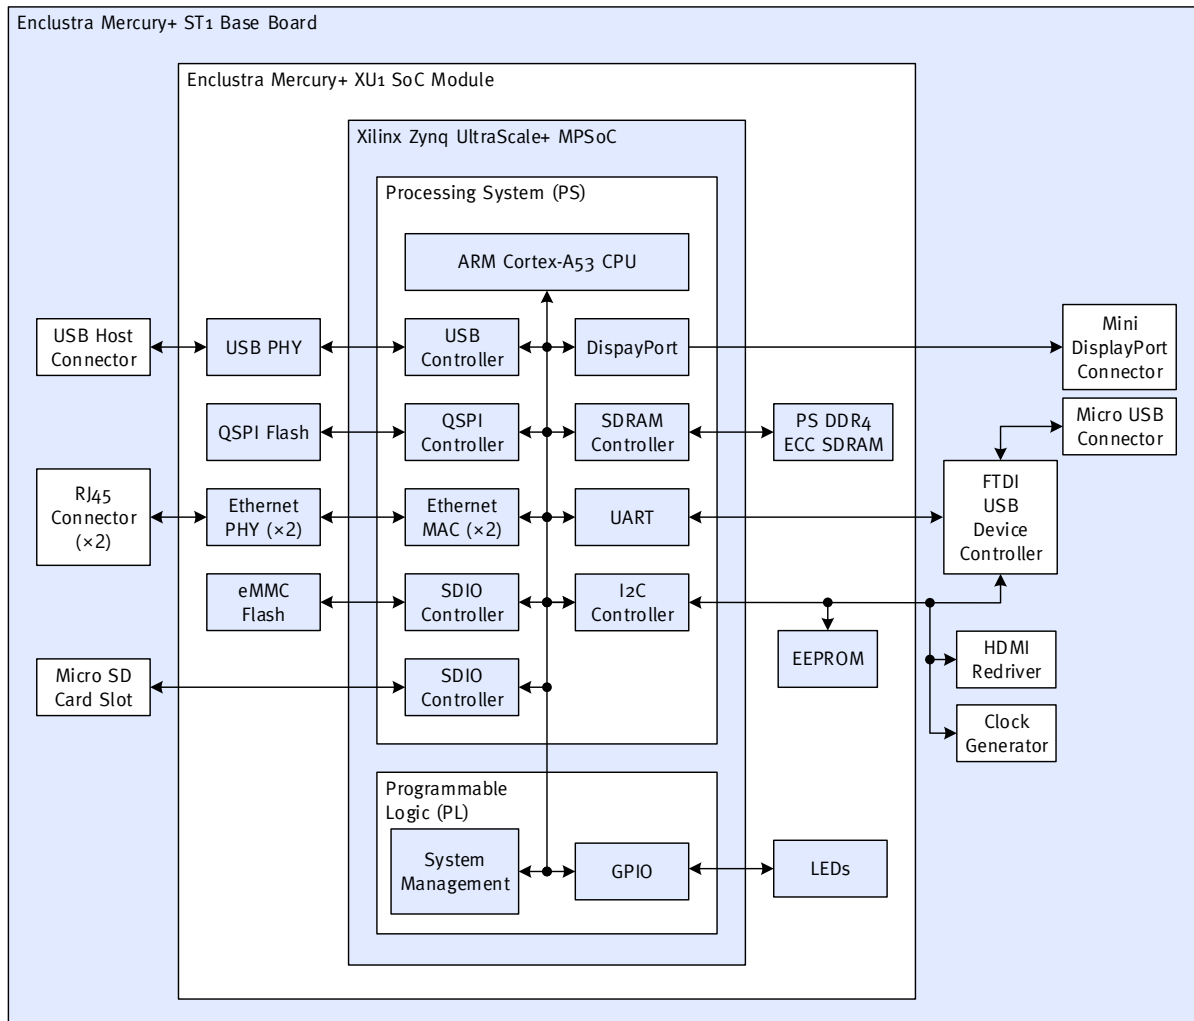 Enclustra Mercury+ ST1 Base Board
Enclustra Mercury+ XU1 SoC Module
Xilinx Zynq UltraScale+ MPSoC
Processing System (PS)
ARM Cortex-A53 CPU
USB Host
Connector
USB PHY
USB
Controller
DispayPort
Mini
DisplayPort
Connector
QSPI Flash
QSPI
Controller
SDRAM
Controller
PS DDR4
ECC SDRAM
Micro USB
Connector
RJ45
Connector
(×2)
Ethernet
PHY (×2)
Ethernet
MAC (×2)
UART
FTDI
USB
Device
Controller
eMMC
Flash
SDIO
Controller
I2C
Controller
EEPROM
HDMI
Redriver
Micro SD
Card Slot
SDIO
Controller
Clock
Generator
Programmable
Logic (PL)
System
Management
GPIO
LEDs